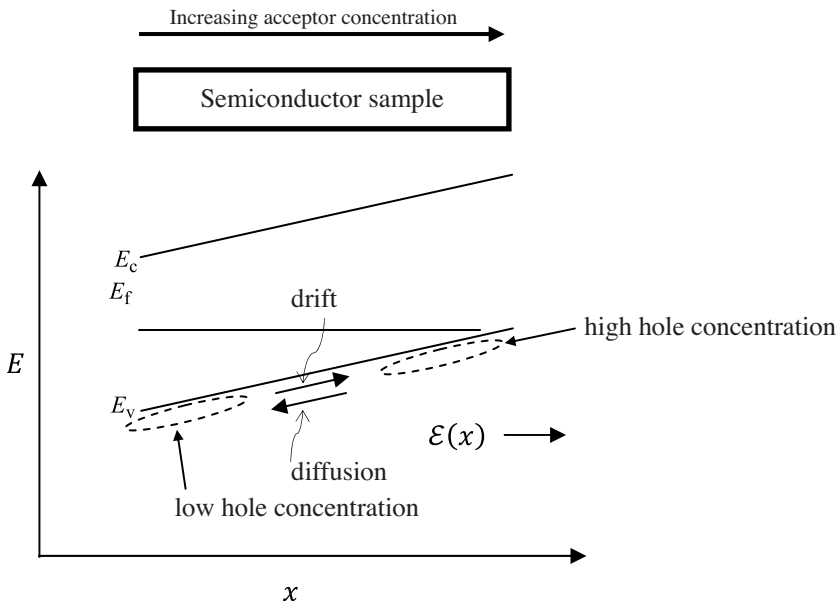 Increasing acceptor concentration
Semiconductor sample
E_c
E_f
drift
high hole concentration
E
E_v
ℰ(x)
diffusion
low hole concentration
x